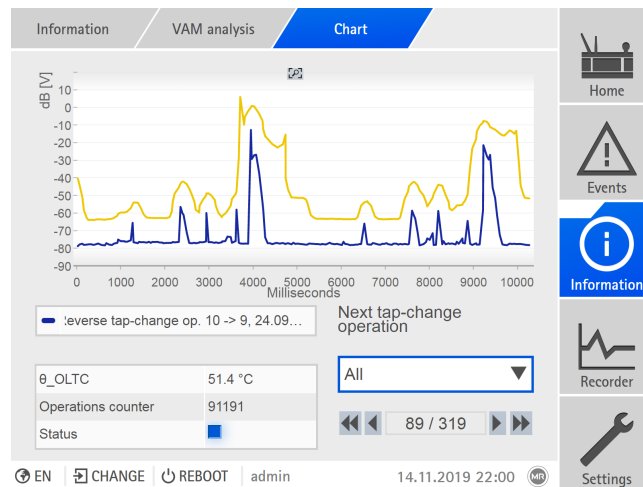 Information
VAM analysis
Chart
dB [V]
10
0
-10
-20
-30
-40
-50
-60
-70
-80
-90
0 1000 2000 3000 4000 5000 6000 7000 8000 9000 10000
Milliseconds
everse tap-change op. 10 -> 9, 24.09...
Next tap-change
operation
All
θ_OLTC 51.4 °C
Operations counter 91191
Status
89 / 319
EN CHANGE REBOOT admin 14.11.2019 22:00 MR
Home
Events
Information
Recorder
Settings